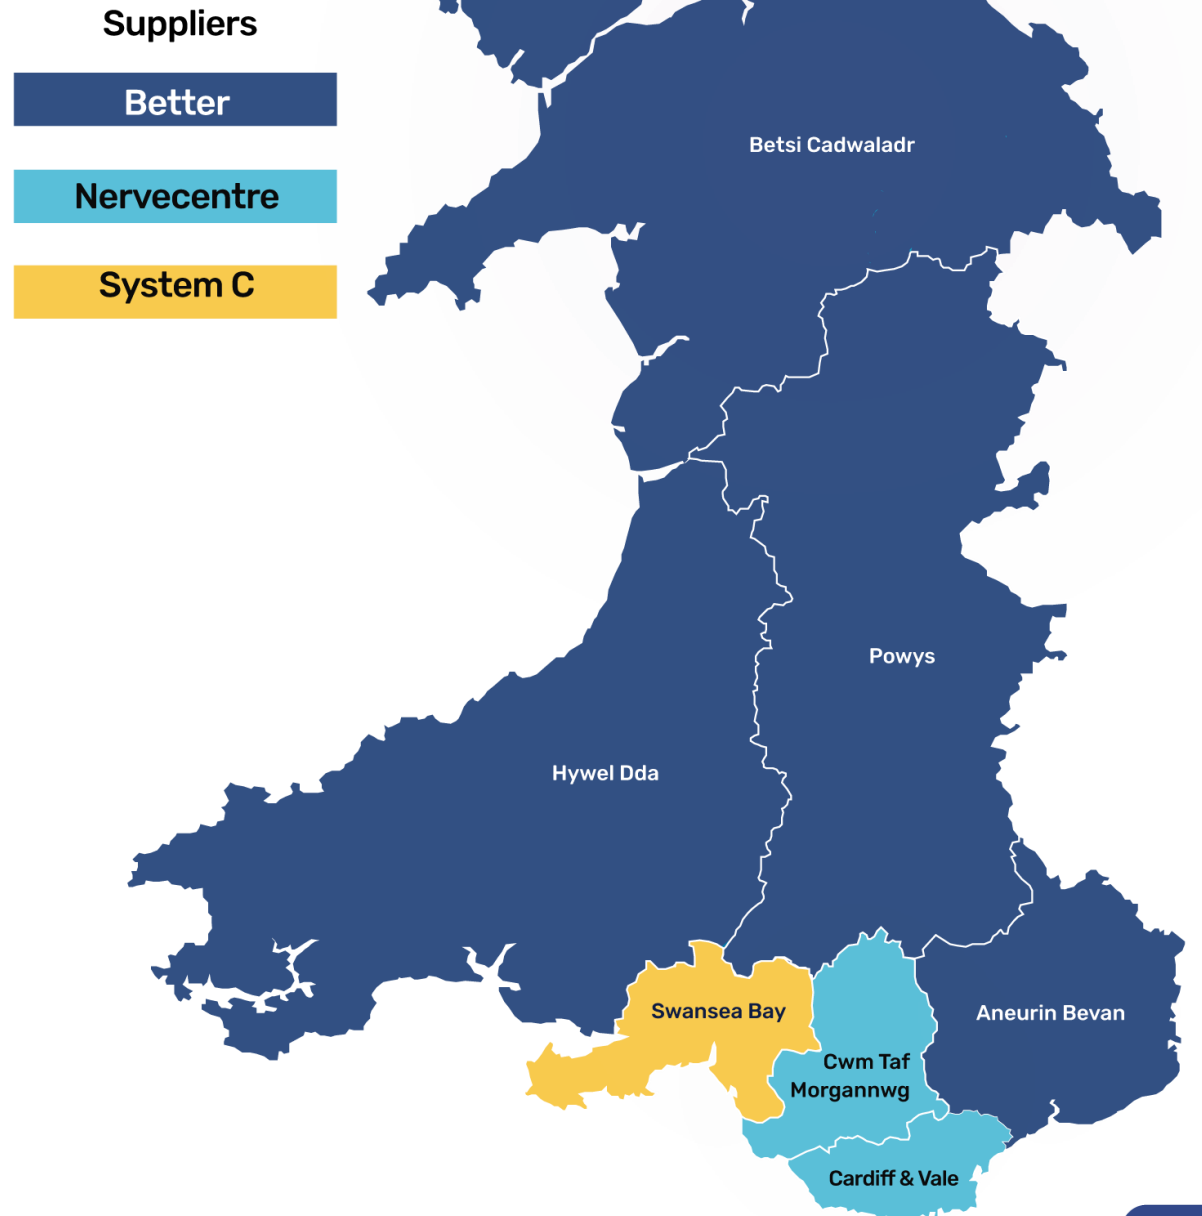 Suppliers
Better
Nervecentre
System C
Betsi Cadwaladr
Powys
Hywel Dda
Swansea Bay
Aneurin Bevan
Cwm Taf
Morgannwg
Cardiff & Vale